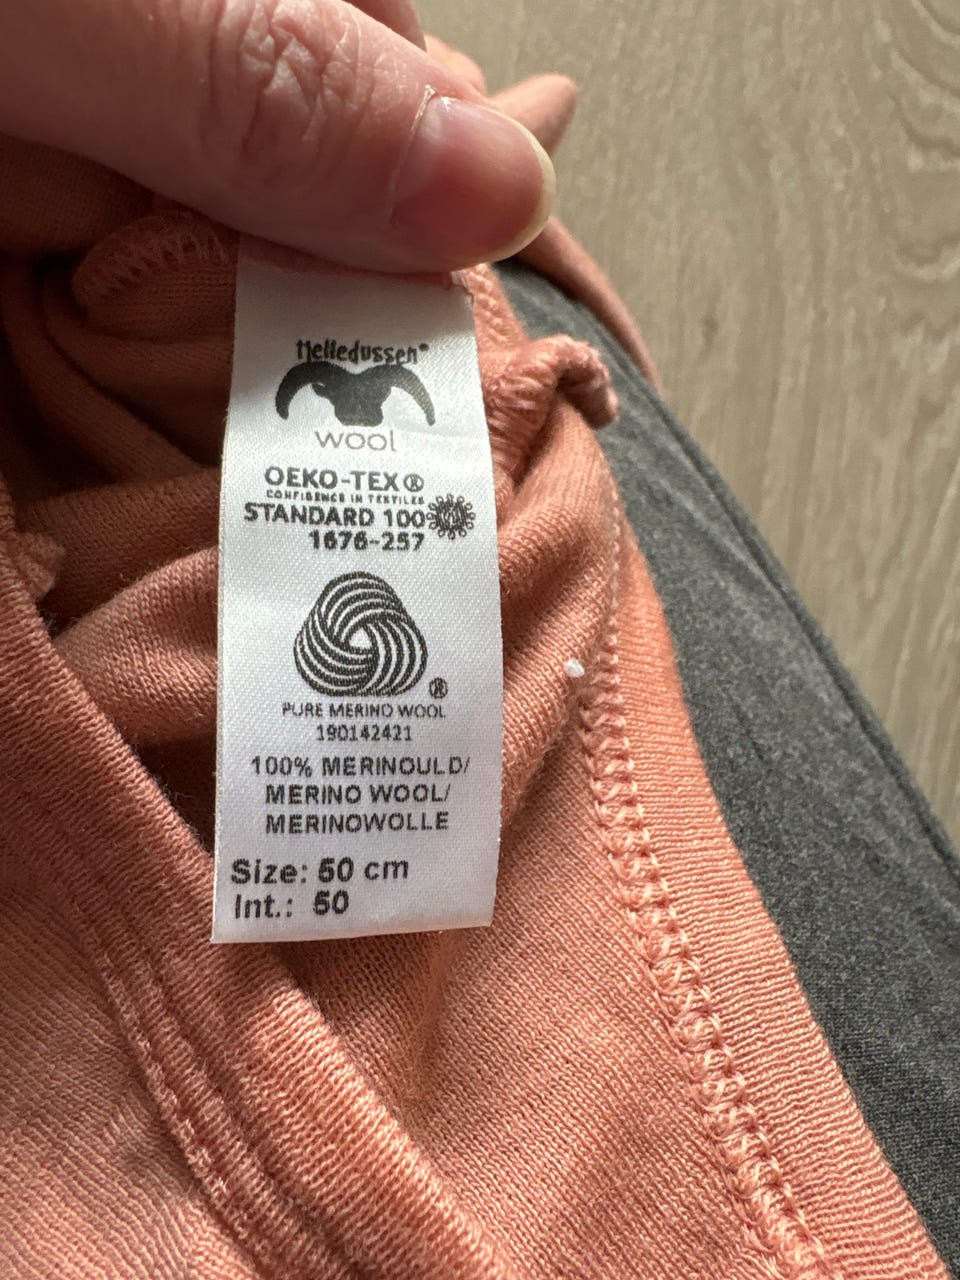 Helledussen®
wool
OEKO-TEX®
CONFIDENCE IN TEXTILES
STANDARD 100
1676-257
®
PURE MERINO WOOL
190142421
100% MERINOULD/
MERINO WOOL/
MERINOWOLLE
Size: 50 cm
Int.: 50